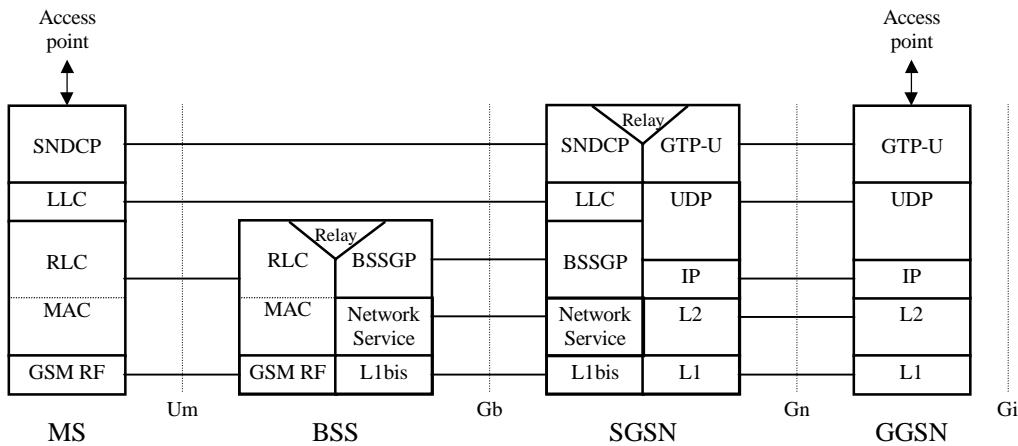 Access
point
Access
point
Relay
SNDCP
SNDCP
GTP-U
GTP-U
LLC
LLC
UDP
UDP
Relay
RLC
RLC
BSSGP
BSSGP
IP
IP
MAC
MAC
Network
Service
Network
Service
L2
L2
GSM RF
GSM RF
L1bis
L1bis
L1
L1
Um
Gb
Gn
Gi
MS
BSS
SGSN
GGSN